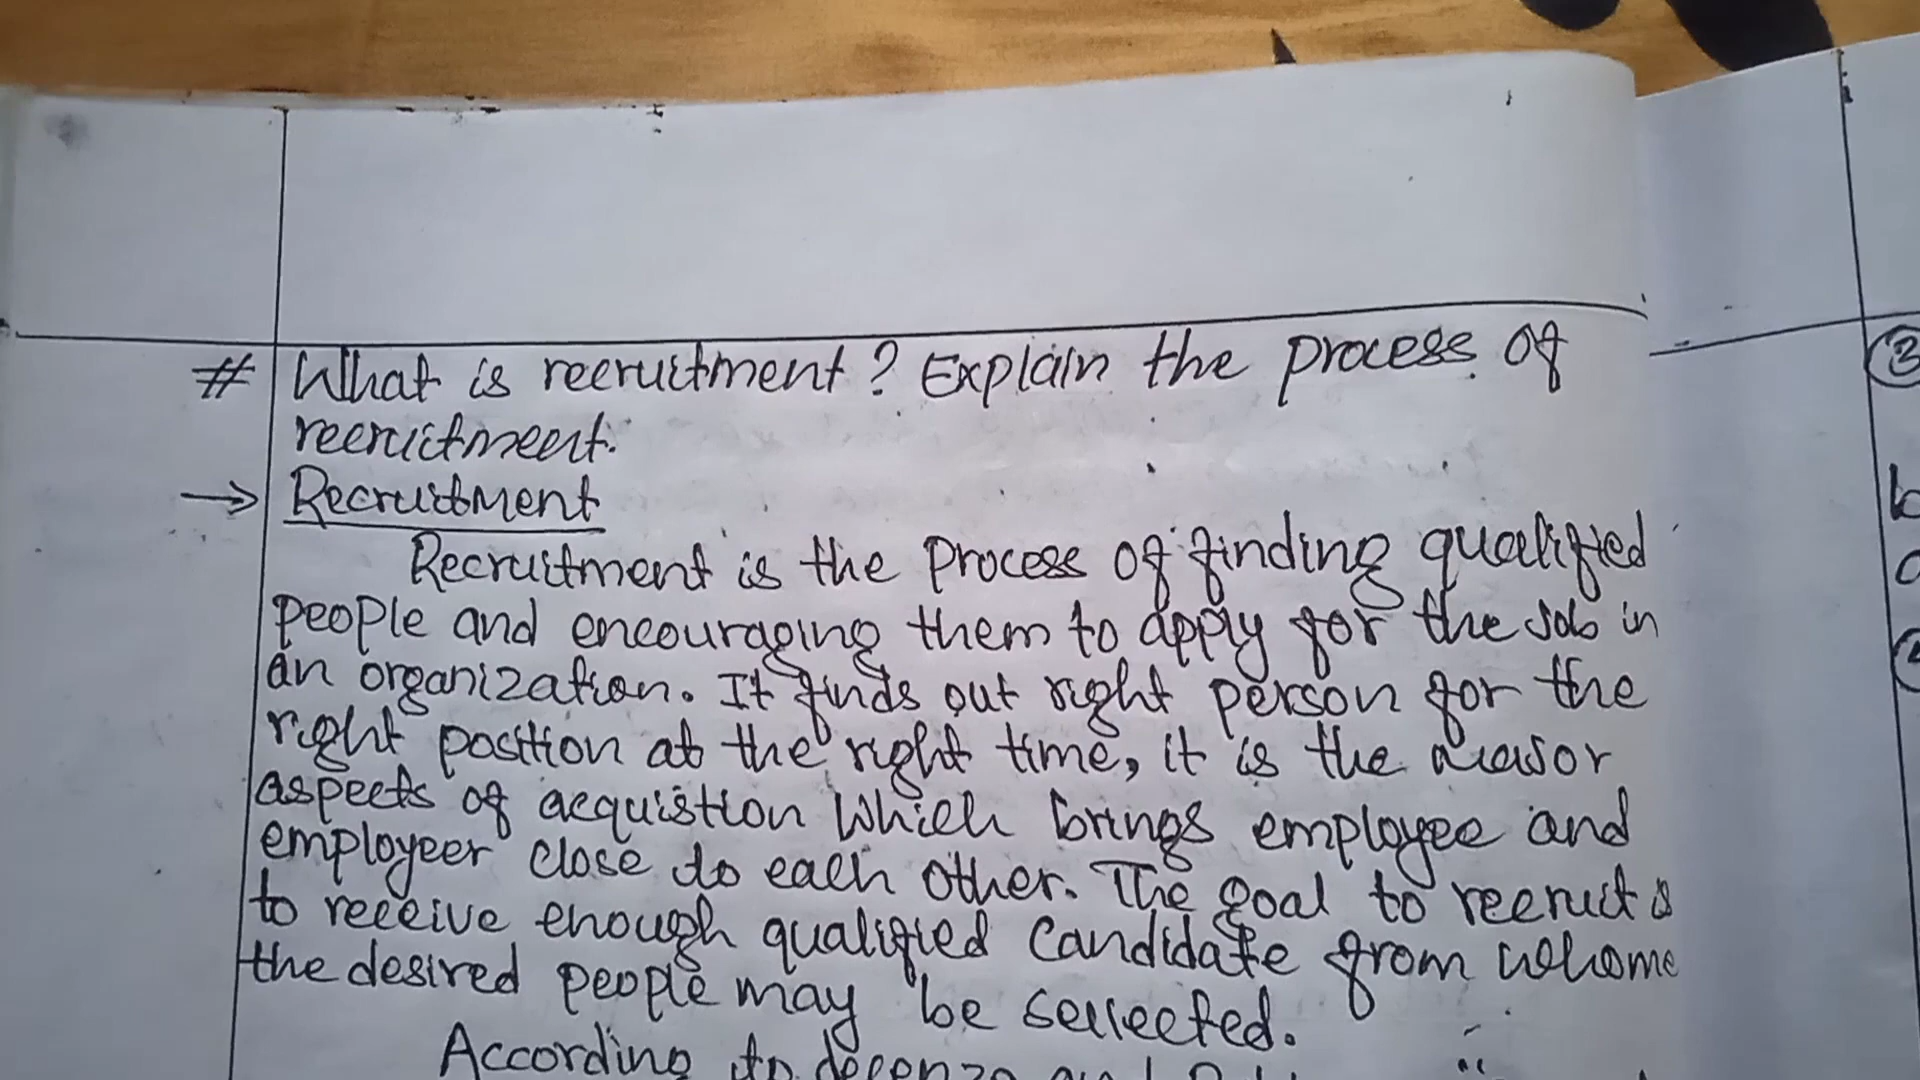 # What is recruitment? Explain the process of
recruitment.
→ Recruitment
Recruitment is the process of finding qualified
people and encouraging them to apply for the job in
an organization. It finds out right person for the
right position at the right time, it is the major
aspects of acquistion which brings employee and
employeer close to each other. The goal to recruit is
to receive enough qualified candidate from whome
the desired people may be sellected.
According to decenzo and